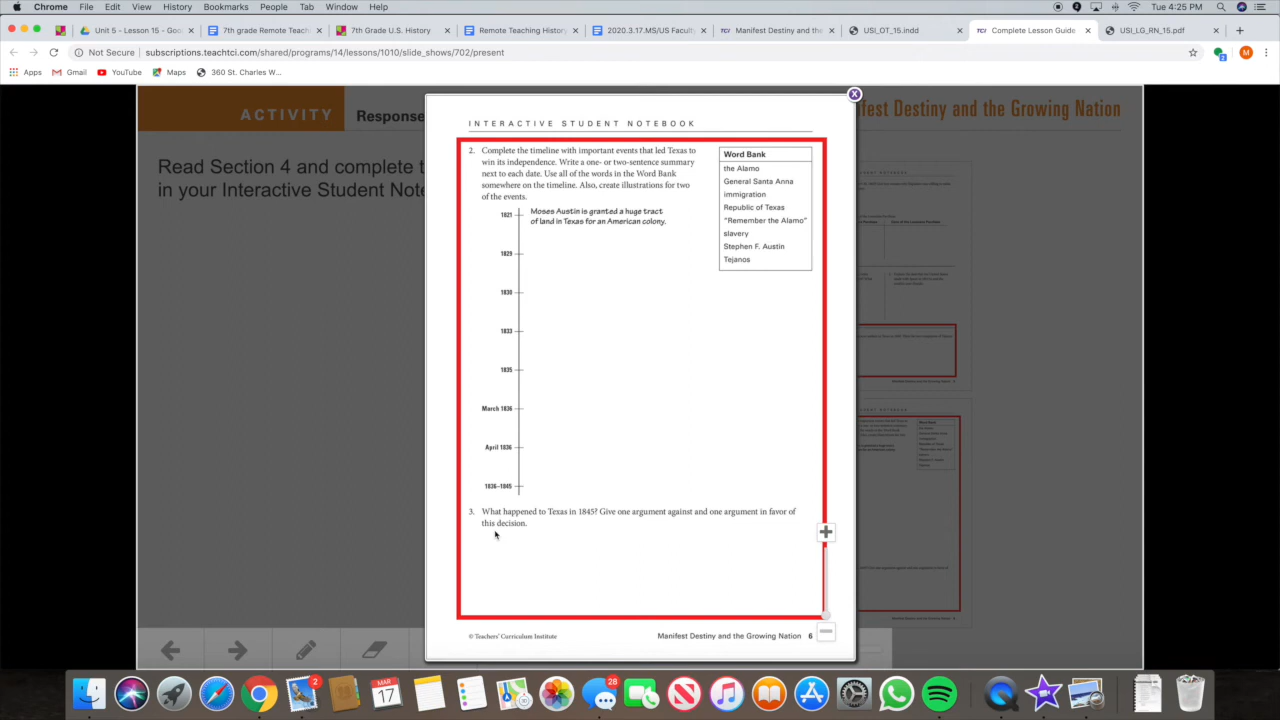 Chrome File Edit View History Bookmarks People Tab Window Help Tue 4:25 PM
Unit 5 - Lesson 15 - Goo 7th grade Remote Teach 7th Grade U.S. History Remote Teaching History 2020.3.17.MS/US Facult Manifest Destiny and the USI_OT_15.indd Complete Lesson Guide USI_LG_RN_15.pdf
Not Secure subscriptions.teachtci.com/shared/programs/14/lessons/1010/slide_shows/702/present
Apps Gmail YouTube Maps 360 St. Charles W...
ACTIVITY Response nifest Destiny and the Growing Nation
Read Section 4 and complete t
in your Interactive Student Note
INTERACTIVE STUDENT NOTEBOOK
2. Complete the timeline with important events that led Texas to
win its independence. Write a one- or two-sentence summary
next to each date. Use all of the words in the Word Bank
somewhere on the timeline. Also, create illustrations for two
of the events.
Word Bank
the Alamo
General Santa Anna
immigration
Republic of Texas
"Remember the Alamo"
slavery
Stephen F. Austin
Tejanos
1821 Moses Austin is granted a huge tract
of land in Texas for an American colony.
1829
1830
1833
1835
March 1836
April 1836
1836–1845
3. What happened to Texas in 1845? Give one argument against and one argument in favor of
this decision.
© Teachers' Curriculum Institute Manifest Destiny and the Growing Nation 6
2
MAR
17
28